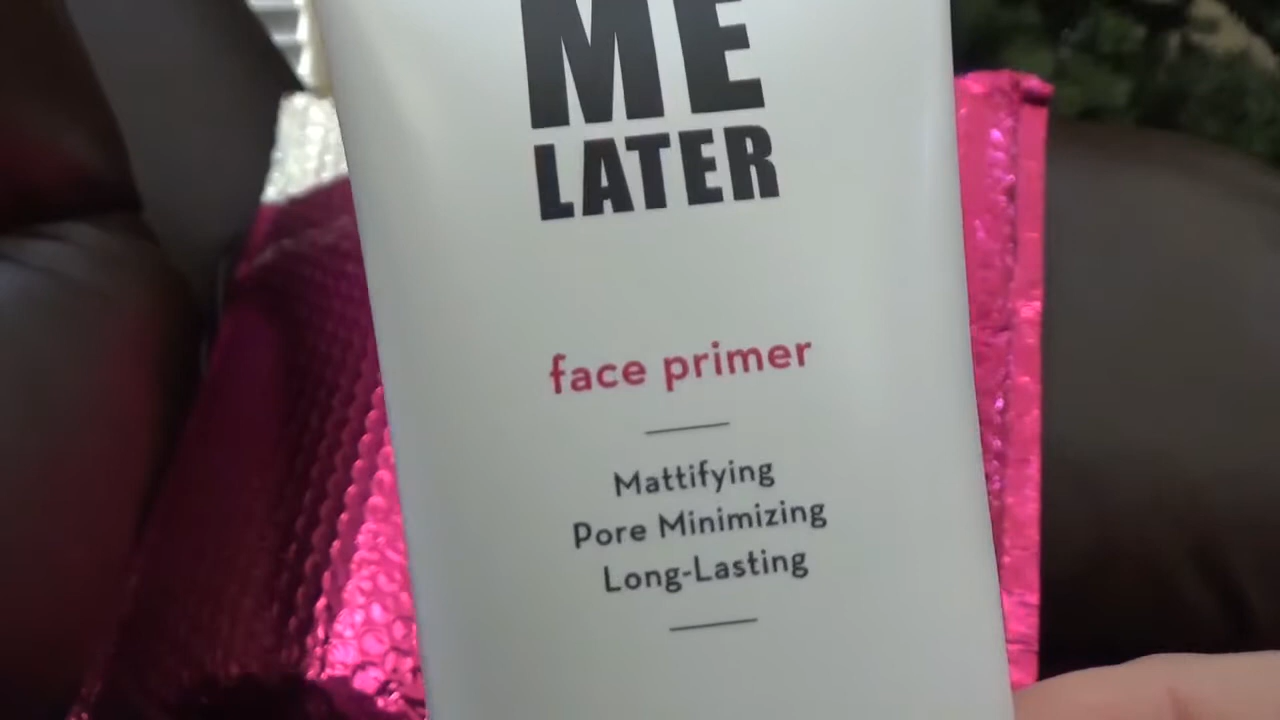 ME
LATER
face primer
Mattifying
Pore Minimizing
Long-Lasting